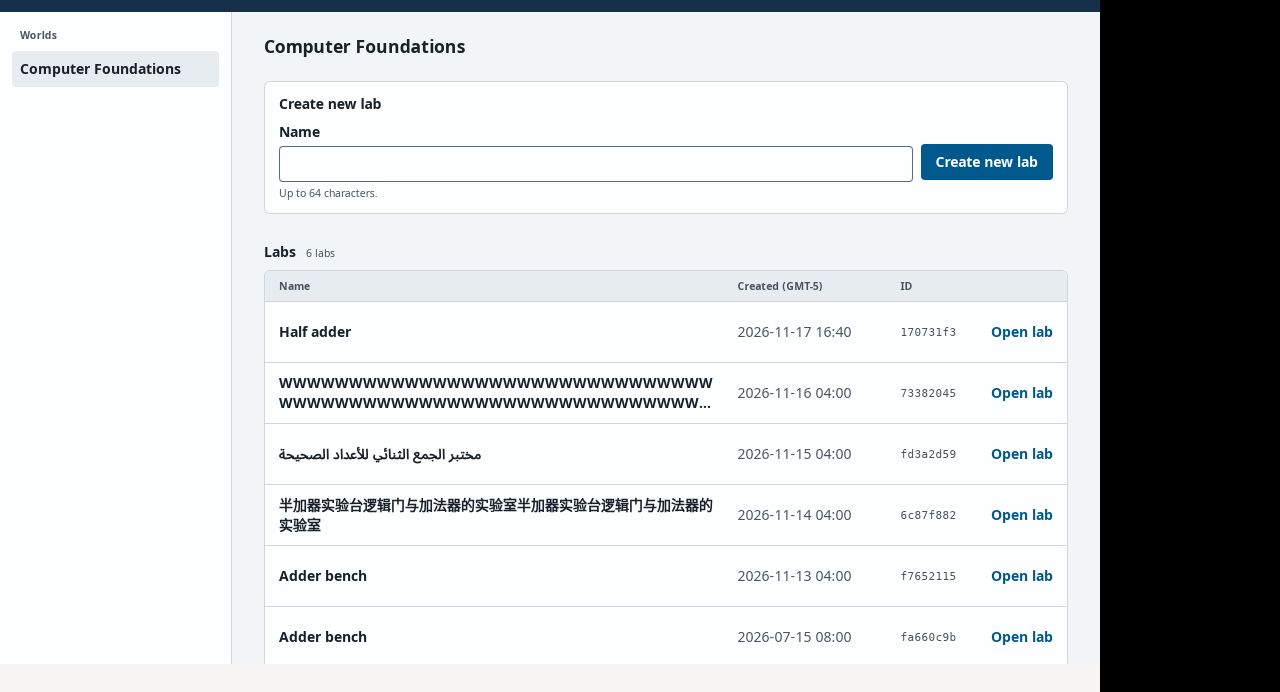 Worlds
Computer Foundations
Computer Foundations
Create new lab
Name
Create new lab
Up to 64 characters.
Labs 6 labs
Name Created (GMT-5) ID
Half adder 2026-11-17 16:40 170731f3 Open lab
WWWWWWWWWWWWWWWWWWWWWWWWWWWWWWW
WWWWWWWWWWWWWWWWWWWWWWWWWWWWWW...
2026-11-16 04:00 73382045 Open lab
مختبر الجمع الثنائي للأعداد الصحيحة 2026-11-15 04:00 fd3a2d59 Open lab
半加器实验台逻辑门与加法器的实验室半加器实验台逻辑门与加法器的
实验室
2026-11-14 04:00 6c87f882 Open lab
Adder bench 2026-11-13 04:00 f7652115 Open lab
Adder bench 2026-07-15 08:00 fa660c9b Open lab